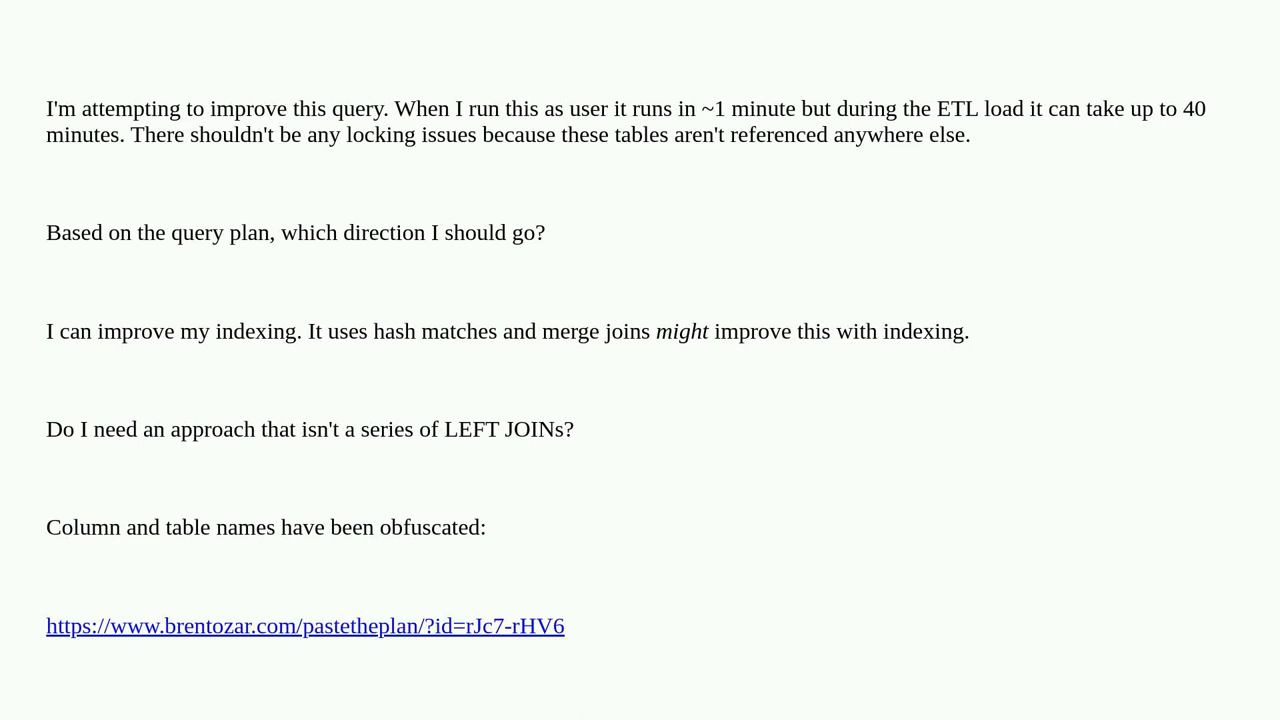 I'm attempting to improve this query. When I run this as user it runs in ~1 minute but during the ETL load it can take up to 40
minutes. There shouldn't be any locking issues because these tables aren't referenced anywhere else.
Based on the query plan, which direction I should go?
I can improve my indexing. It uses hash matches and merge joins might improve this with indexing.
Do I need an approach that isn't a series of LEFT JOINs?
Column and table names have been obfuscated:
https://www.brentozar.com/pastetheplan/?id=rJc7-rHV6